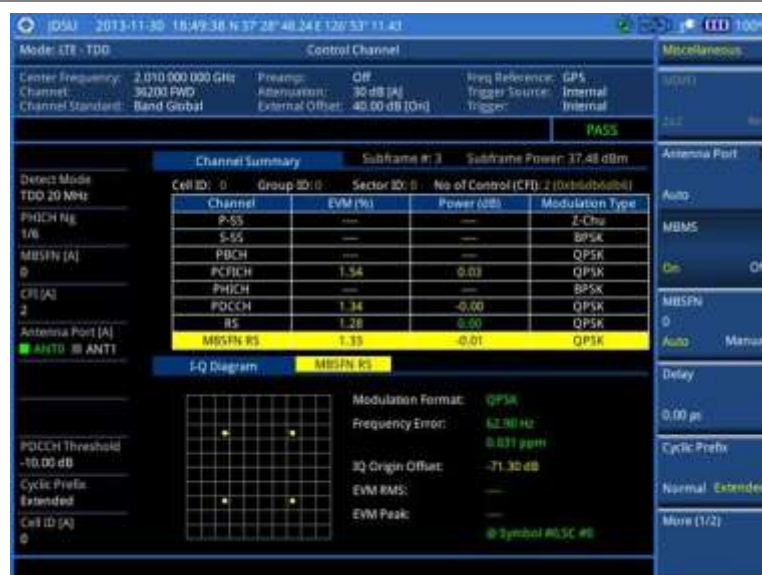 JDSU 2013-11-30 18:49:38 N 37° 28' 48.24 E 126° 53' 11.43 100%
Mode: LTE - TDD Control Channel Miscellaneous
Center Frequency: 2.010 000 000 GHz Preamp: Off Freq Reference: GPS
Channel: 36200 FWD Attenuation: 30 dB [A] Trigger Source: Internal
Channel Standard: Band Global External Offset: 40.00 dB [On] Trigger: Internal
PASS
Channel Summary Subframe #: 3 Subframe Power: 37.48 dBm
Antenna Port
Auto
Detect Mode
TDD 20 MHz
Cell ID: 0 Group ID: 0 Sector ID: 0 No of Control (CFI): 2
Channel EVM (%) Power (dB) Modulation Type
P-SS ---- ---- Z-Chu
S-SS ---- ---- BPSK
PBCH ---- ---- QPSK
PCFICH 1.54 0.03 QPSK
PHICH ---- ---- BPSK
PDCCH 1.34 -0.00 QPSK
RS 1.28 0.00 QPSK
MBSFN RS 1.33 -0.01 QPSK
PHICH Ng
1/6
MBSFN [A]
0
CFI [A]
2
Antenna Port [A]
ANT0 ANT1
MBMS
On
MBSFN
0
Auto Manua
I-Q Diagram MBSFN RS
Modulation Format: QPSK
Frequency Error: 62.90 Hz
0.031 ppm
IQ Origin Offset: -71.30 dB
EVM RMS: ----
EVM Peak: ----
@ Symbol #0,SC #0
PDCCH Threshold
-10.00 dB
Cyclic Prefix
Extended
Cell ID [A]
0
Delay
0.00 µs
Cyclic Prefix
Normal Extende
More (1/2)